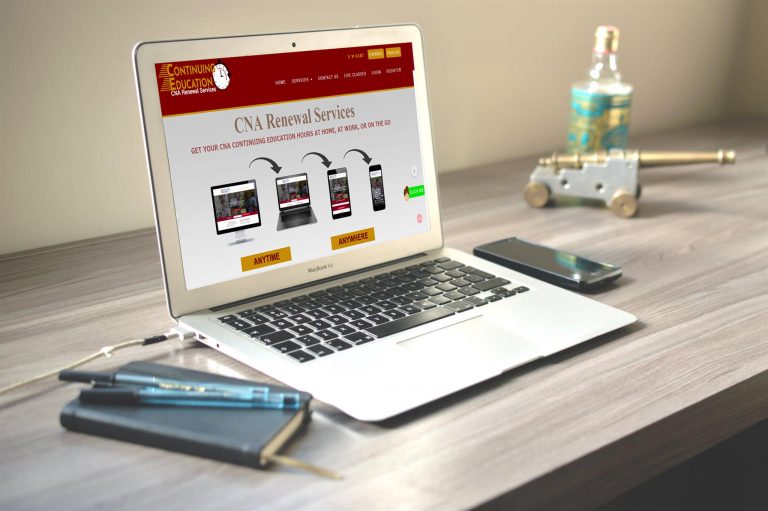 CONTINUING
EDUCATION
CNA Renewal Services
HOME SERVICES CONTACT US LIVE CLASSES LOGIN REGISTER
CNA Renewal Services
GET YOUR CNA CONTINUING EDUCATION HOURS AT HOME, AT WORK, OR ON THE GO
ANYTIME
ANYWHERE
MacBook Air